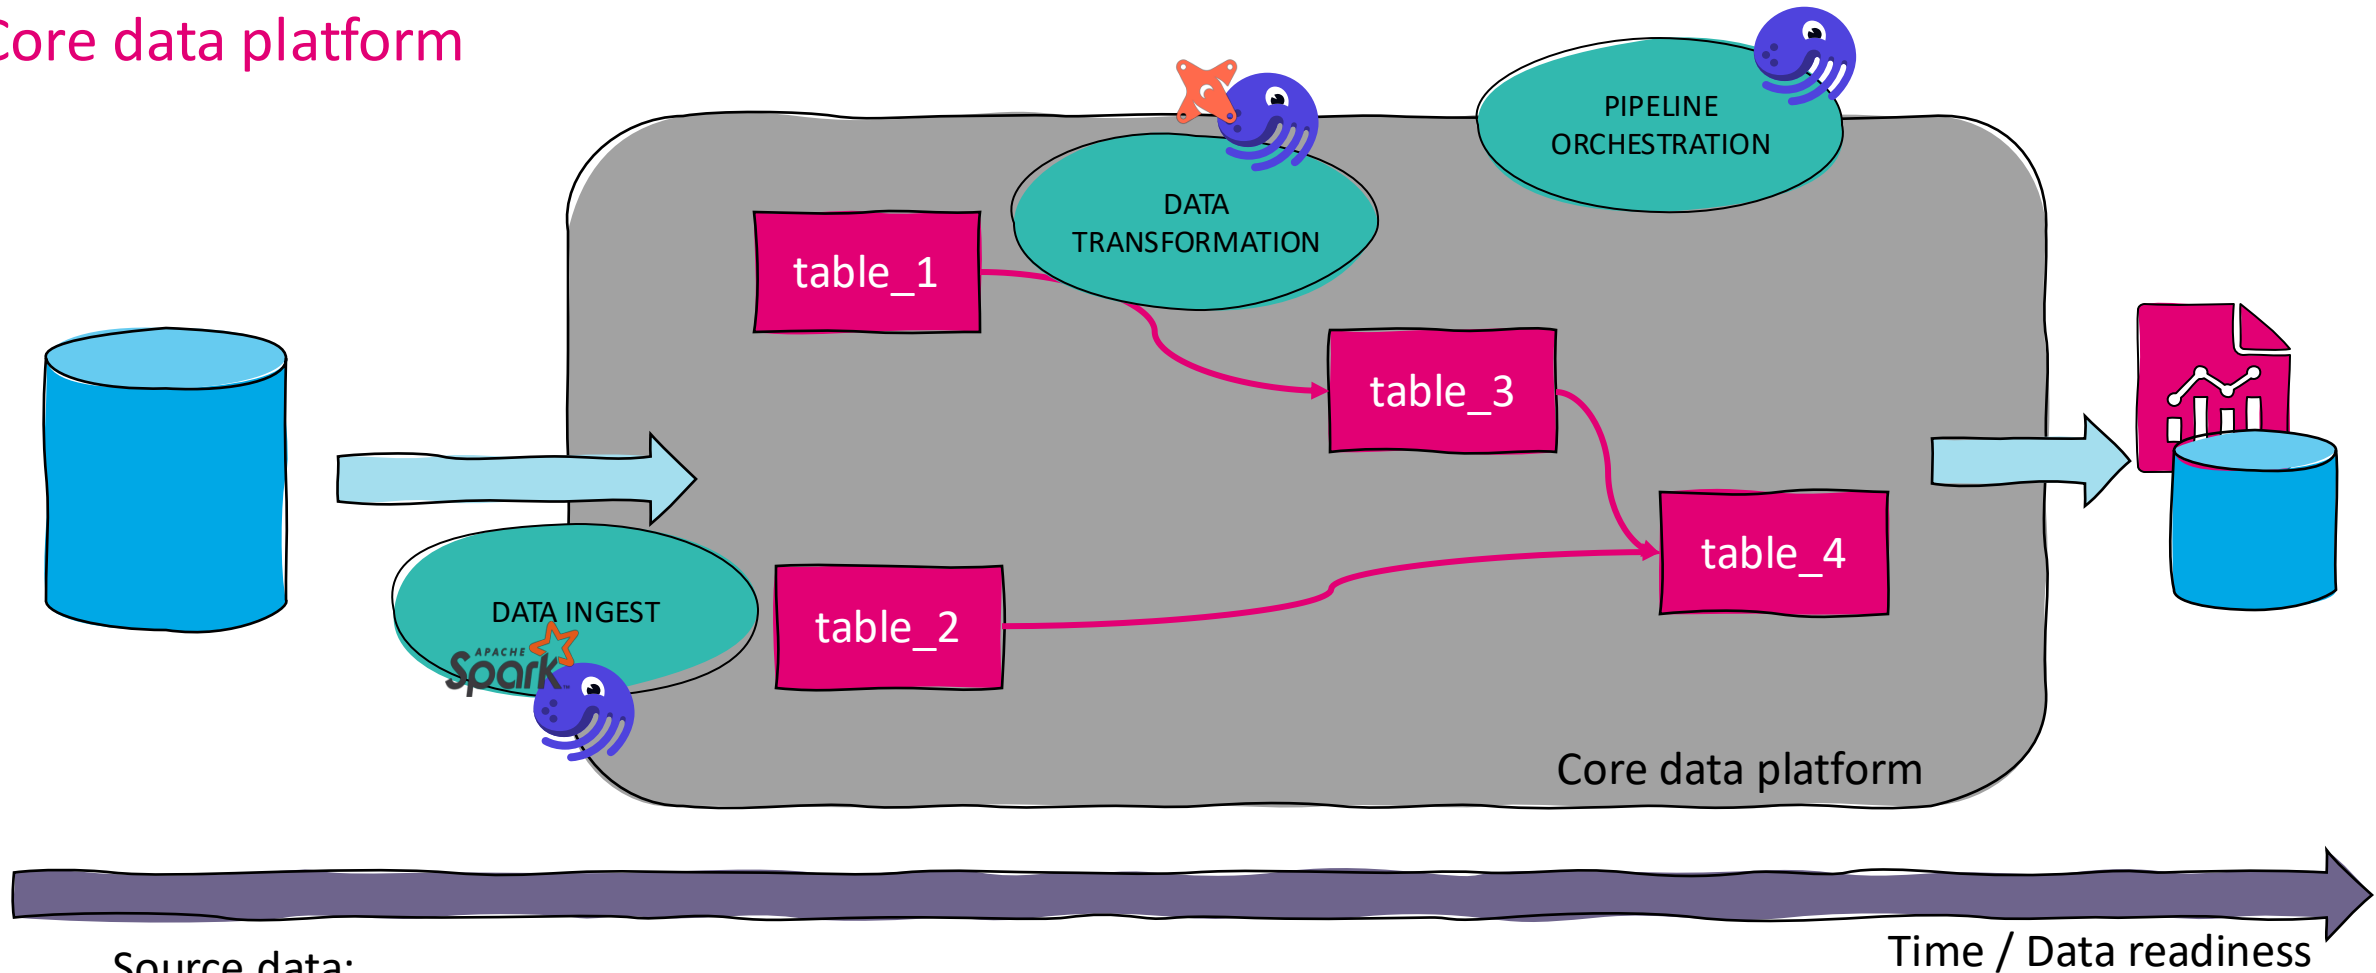 Core data platform
PIPELINE
ORCHESTRATION
DATA
TRANSFORMATION
table_1
table_3
table_4
DATA INGEST
APACHE
Spark
table_2
Core data platform
Time / Data readiness
Source data: